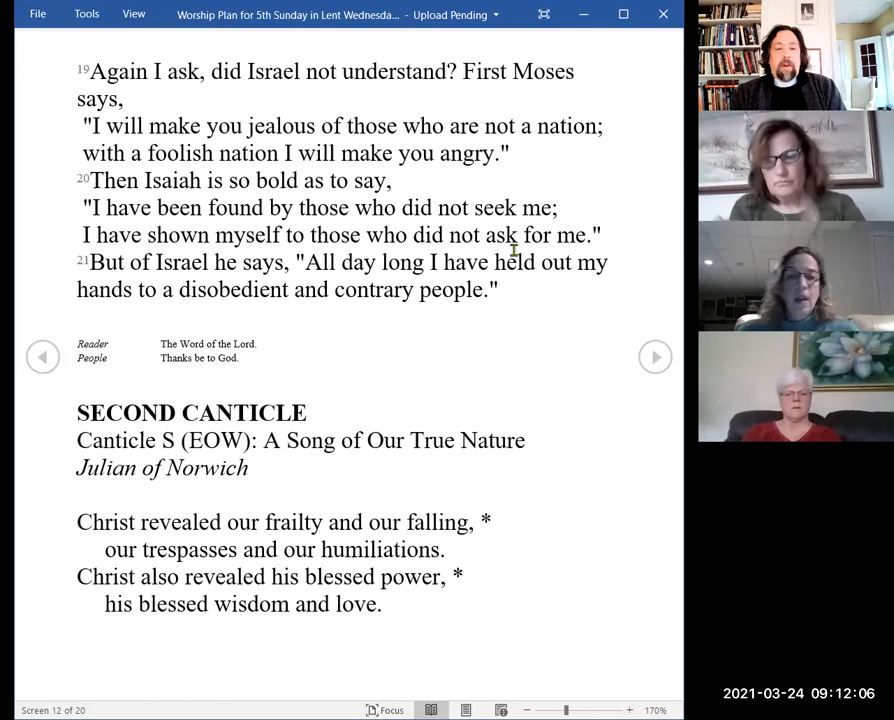 File Tools View Worship Plan for 5th Sunday in Lent Wednesda... - Upload Pending
19Again I ask, did Israel not understand? First Moses
says,
"I will make you jealous of those who are not a nation;
with a foolish nation I will make you angry."
20Then Isaiah is so bold as to say,
"I have been found by those who did not seek me;
I have shown myself to those who did not ask for me."
21But of Israel he says, "All day long I have held out my
hands to a disobedient and contrary people."
Reader The Word of the Lord.
People Thanks be to God.
SECOND CANTICLE
Canticle S (EOW): A Song of Our True Nature
Julian of Norwich
Christ revealed our frailty and our falling, *
our trespasses and our humiliations.
Christ also revealed his blessed power, *
his blessed wisdom and love.
Screen 12 of 20 Focus 170%
2021-03-24 09:12:06